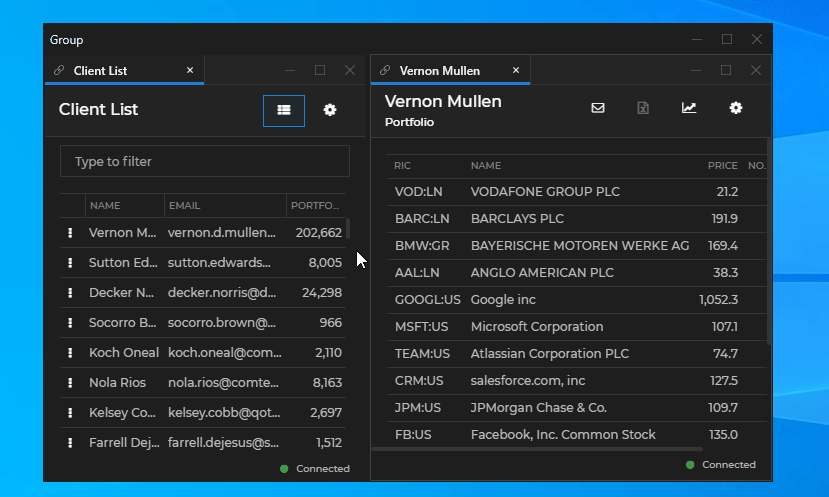 Group
Client List
Client List
Type to filter
NAME EMAIL PORTFO...
Vernon M... vernon.d.mullen... 202,662
Sutton Ed... sutton.edwards... 8,005
Decker N... decker.norris@d... 24,298
Socorro B... socorro.brown@... 966
Koch Oneal koch.oneal@com... 2,110
Nola Rios nola.rios@comte... 8,163
Kelsey Co... kelsey.cobb@qot... 2,697
Farrell Dej... farrell.dejesus@s... 1,512
Connected
Vernon Mullen
Vernon Mullen
Portfolio
RIC NAME PRICE NO.
VOD:LN VODAFONE GROUP PLC 21.2
BARC:LN BARCLAYS PLC 191.9
BMW:GR BAYERISCHE MOTOREN WERKE AG 169.4
AAL:LN ANGLO AMERICAN PLC 38.3
GOOGL:US Google inc 1,052.3
MSFT:US Microsoft Corporation 107.1
TEAM:US Atlassian Corporation PLC 74.7
CRM:US salesforce.com, inc 127.5
JPM:US JPMorgan Chase & Co. 109.7
FB:US Facebook, Inc. Common Stock 135.0
Connected